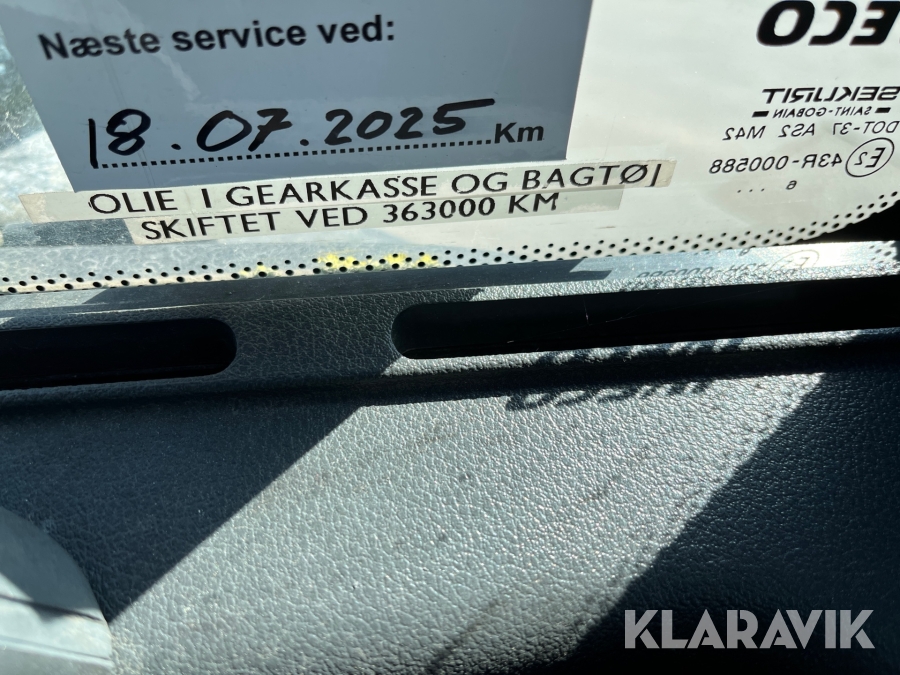 Næste service ved:
18.07.2025 Km
OLIE I GEARKASSE OG BAGTØJ
SKIFTET VED 363000 KM
ECO
SEKURIT
SAINT-GOBAIN
DOT-37 AS2 M42
E2 43R-000588
KLARAVIK